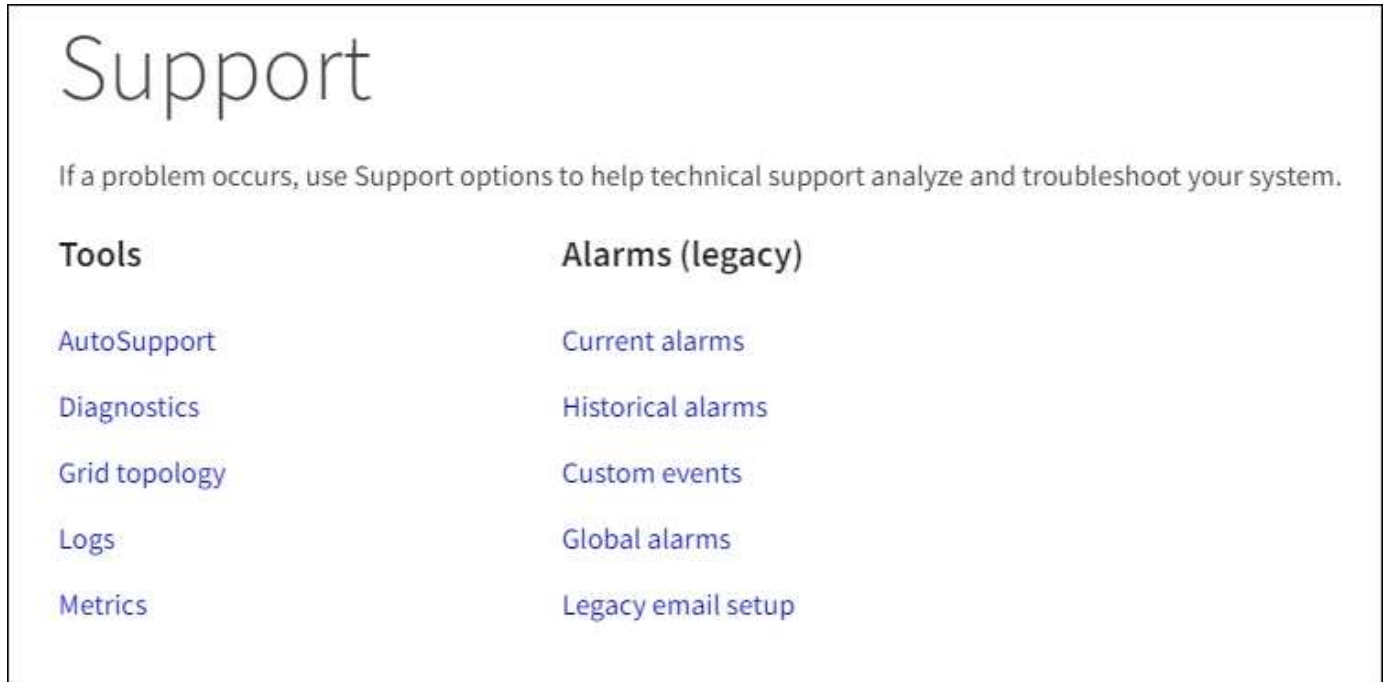 Support
If a problem occurs, use Support options to help technical support analyze and troubleshoot your system.
Tools
Alarms (legacy)
AutoSupport
Current alarms
Diagnostics
Historical alarms
Grid topology
Custom events
Logs
Global alarms
Metrics
Legacy email setup